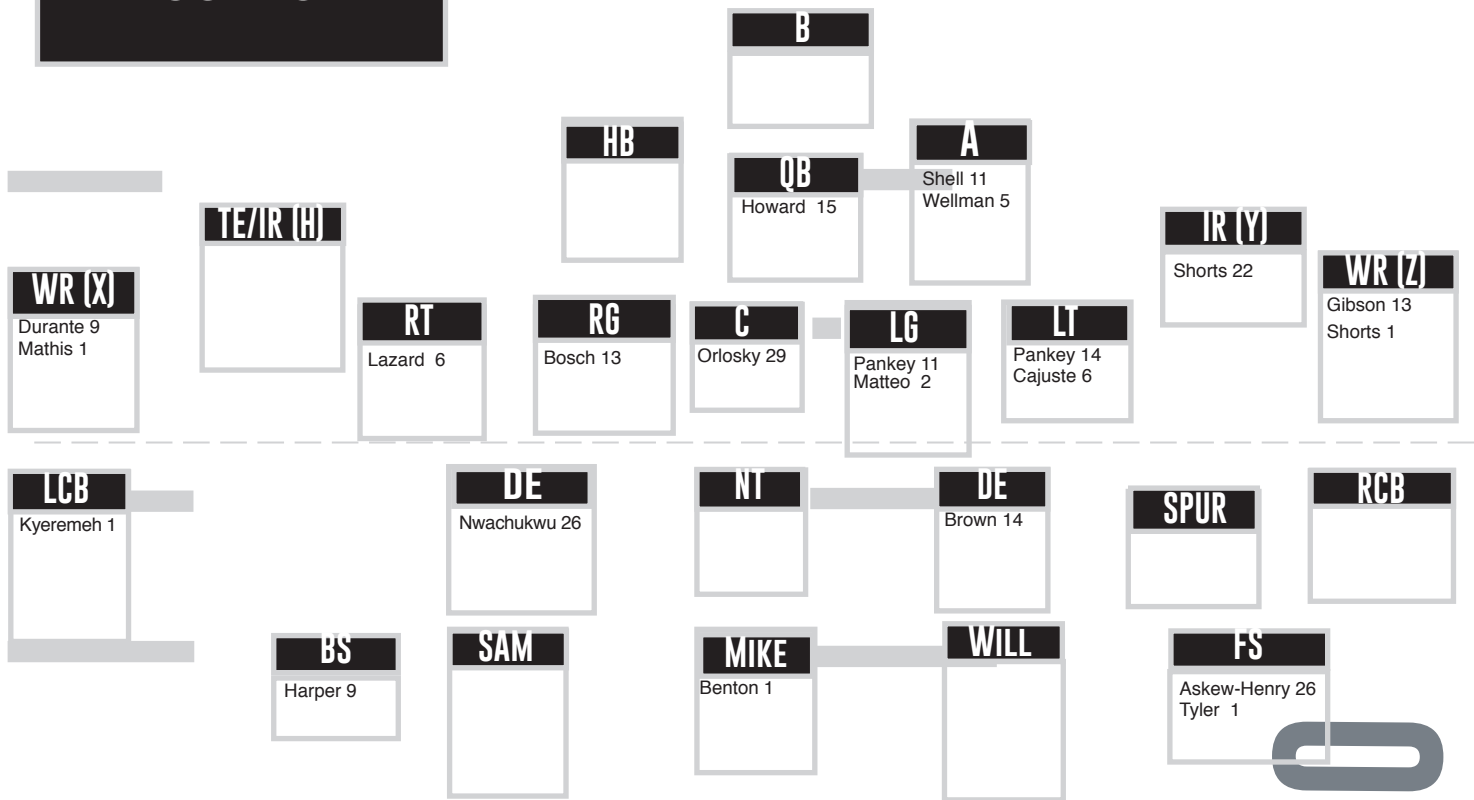 B
HB
A
Shell 11
Wellman 5
QB
Howard 15
TE/IR (H)
IR (Y)
Shorts 22
WR (X)
Durante 9
Mathis 1
WR (Z)
Gibson 13
Shorts 1
RT
Lazard 6
RG
Bosch 13
C
Orlosky 29
LG
Pankey 11
Matteo 2
LT
Pankey 14
Cajuste 6
LCB
Kyeremeh 1
DE
Nwachukwu 26
NT
DE
Brown 14
SPUR
RCB
BS
Harper 9
SAM
MIKE
Benton 1
WILL
FS
Askew-Henry 26
Tyler 1